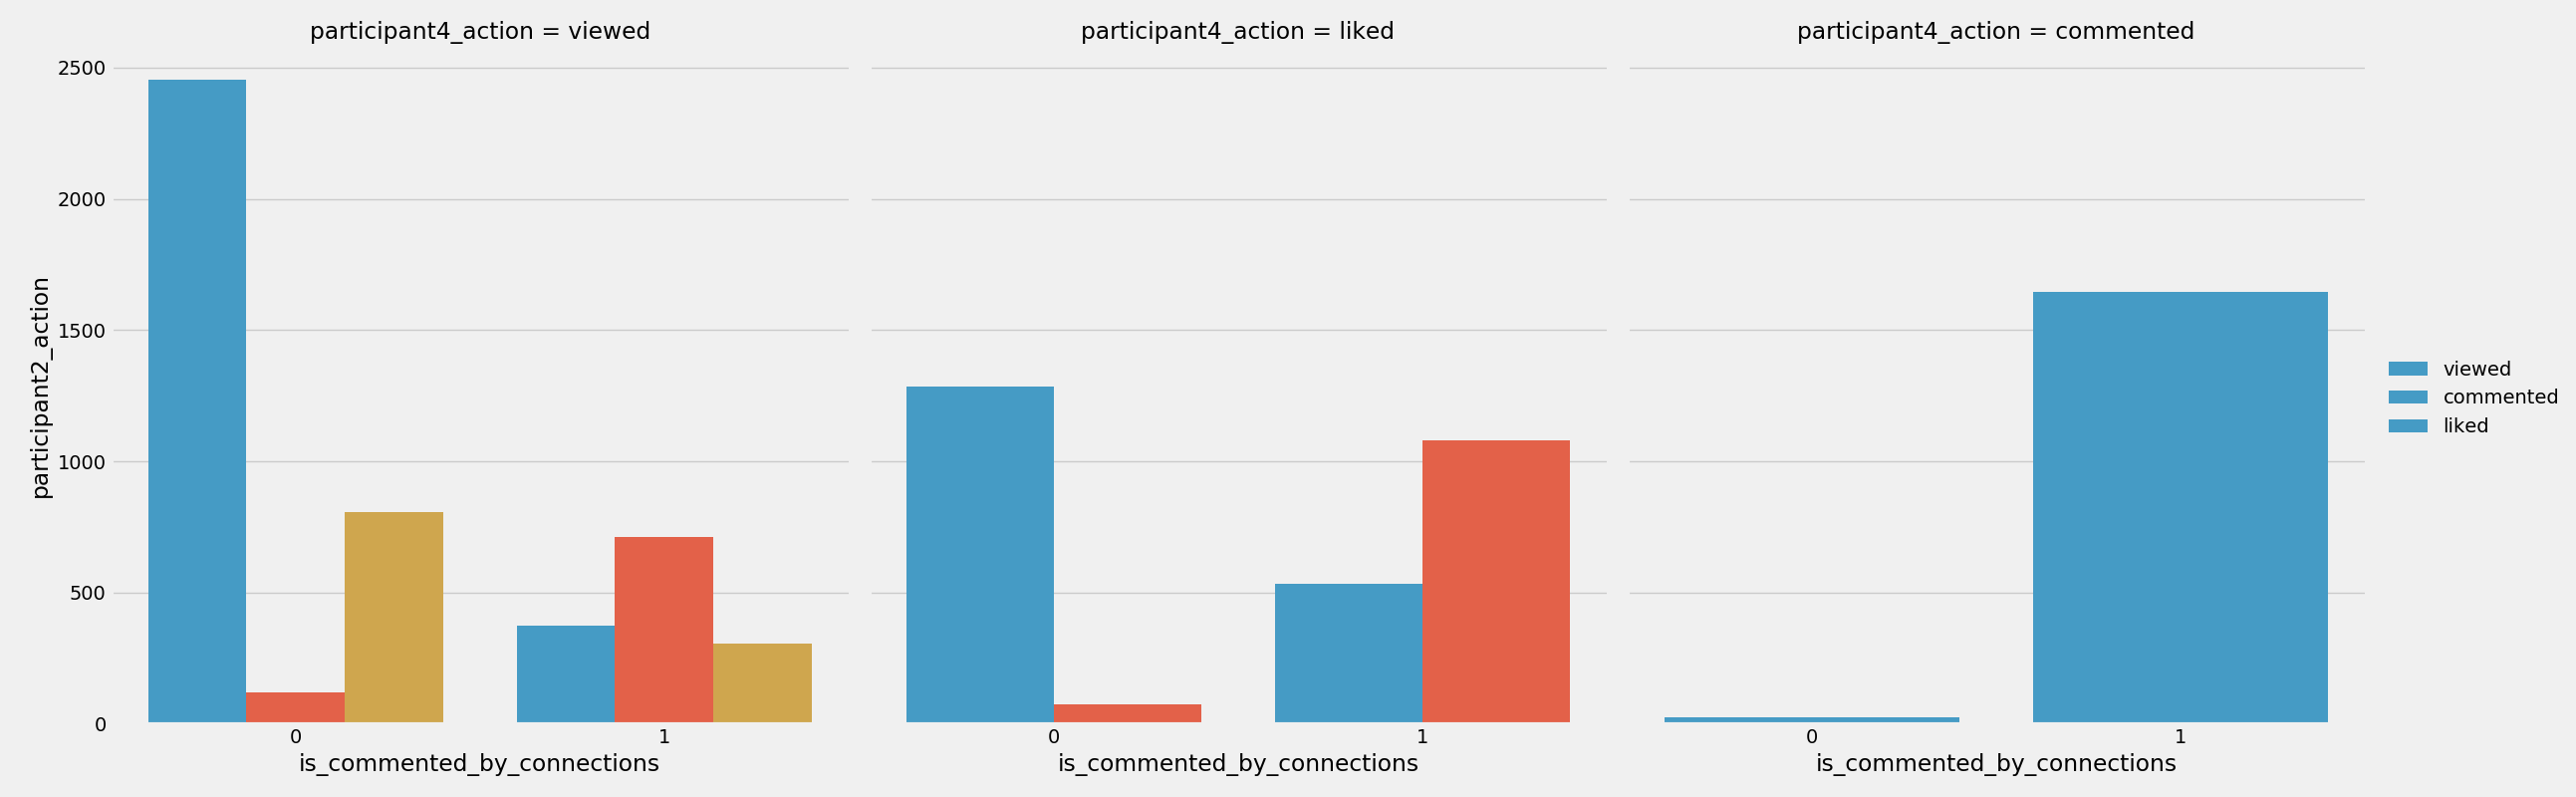 participant4_action = viewed
participant4_action = liked
participant4_action = commented
participant2_action
2500
2000
1500
1000
500
0
0
1
is_commented_by_connections
0
1
is_commented_by_connections
0
1
is_commented_by_connections
viewed
commented
liked